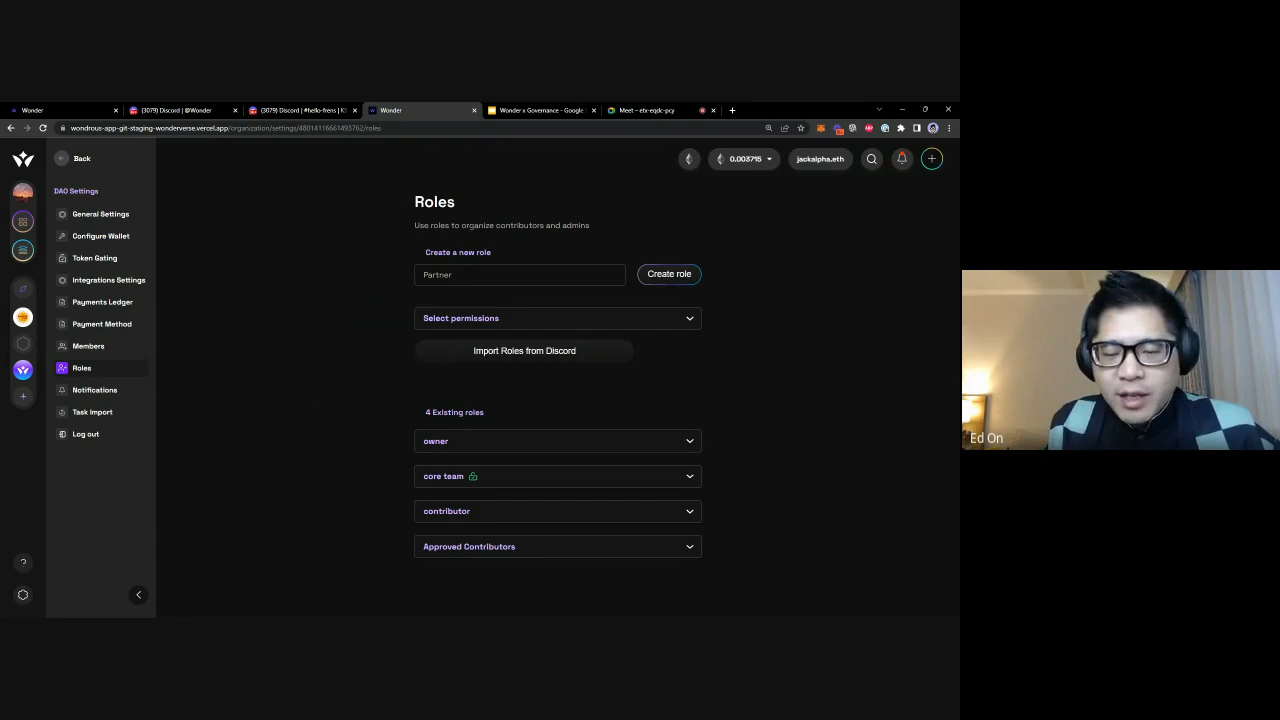 Wonder
(3079) Discord | @Wonder
(3079) Discord | #hello-frens | K
Wonder
Wonder x Governance - Google
Meet – etx-eqdc-pcy
wondrous-app-git-staging-wonderverse.vercel.app/organization/settings/48014116661493762/roles
Back
0.003715
jackalpha.eth
DAO Settings
General Settings
Configure Wallet
Token Gating
Integrations Settings
Payments Ledger
Payment Method
Members
Roles
Notifications
Task Import
Log out
Roles
Use roles to organize contributors and admins
Create a new role
Partner
Create role
Select permissions
Import Roles from Discord
4 Existing roles
owner
core team
contributor
Approved Contributors
Ed On